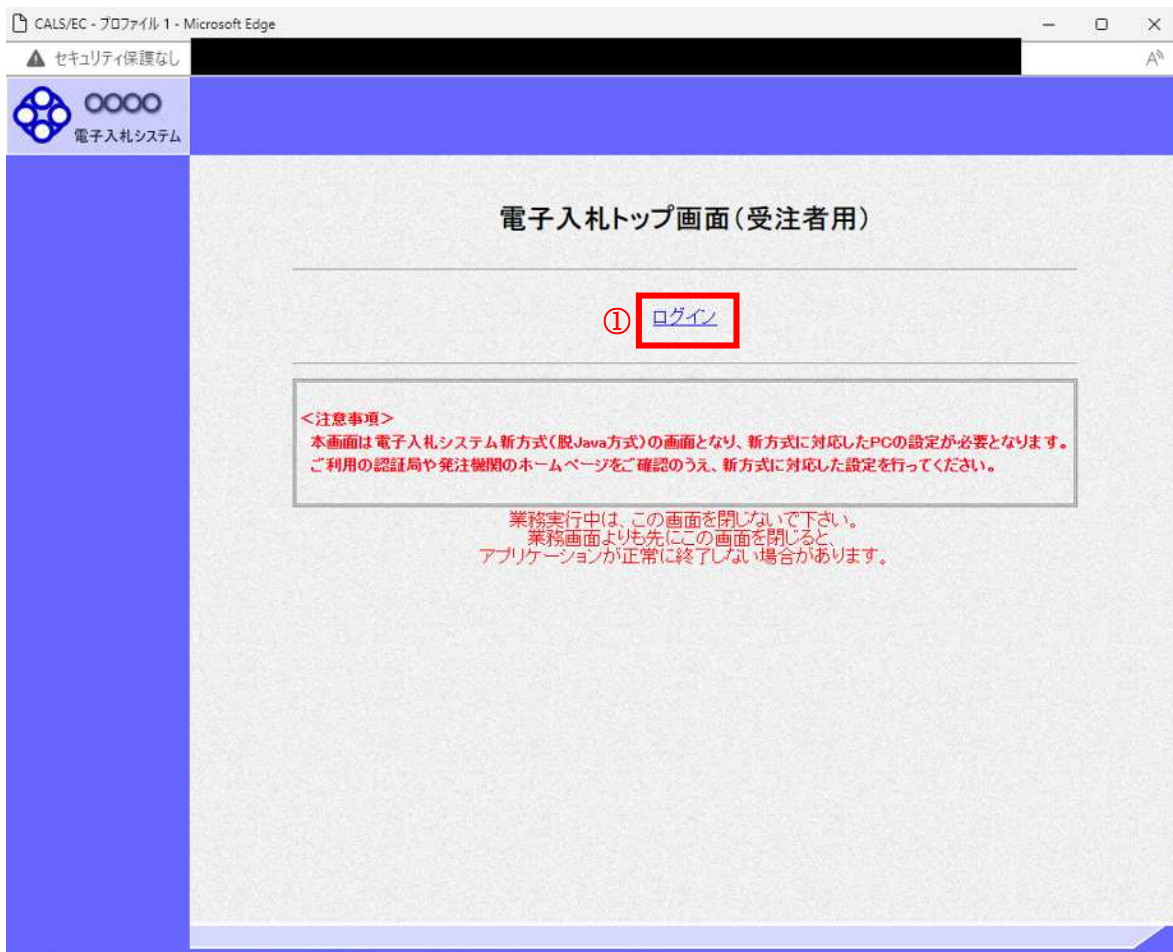 CALS/EC - プロファイル 1 - Microsoft Edge
セキュリティ保護なし
〇〇〇〇
電子入札システム
電子入札トップ画面(受注者用)
① ログイン
<注意事項>
本画面は電子入札システム新方式(脱Java方式)の画面となり、新方式に対応したPCの設定が必要となります。
ご利用の認証局や発注機関のホームページをご確認のうえ、新方式に対応した設定を行ってください。
業務実行中は、この画面を閉じないで下さい。
業務画面よりも先にこの画面を閉じると、
アプリケーションが正常に終了しない場合があります。